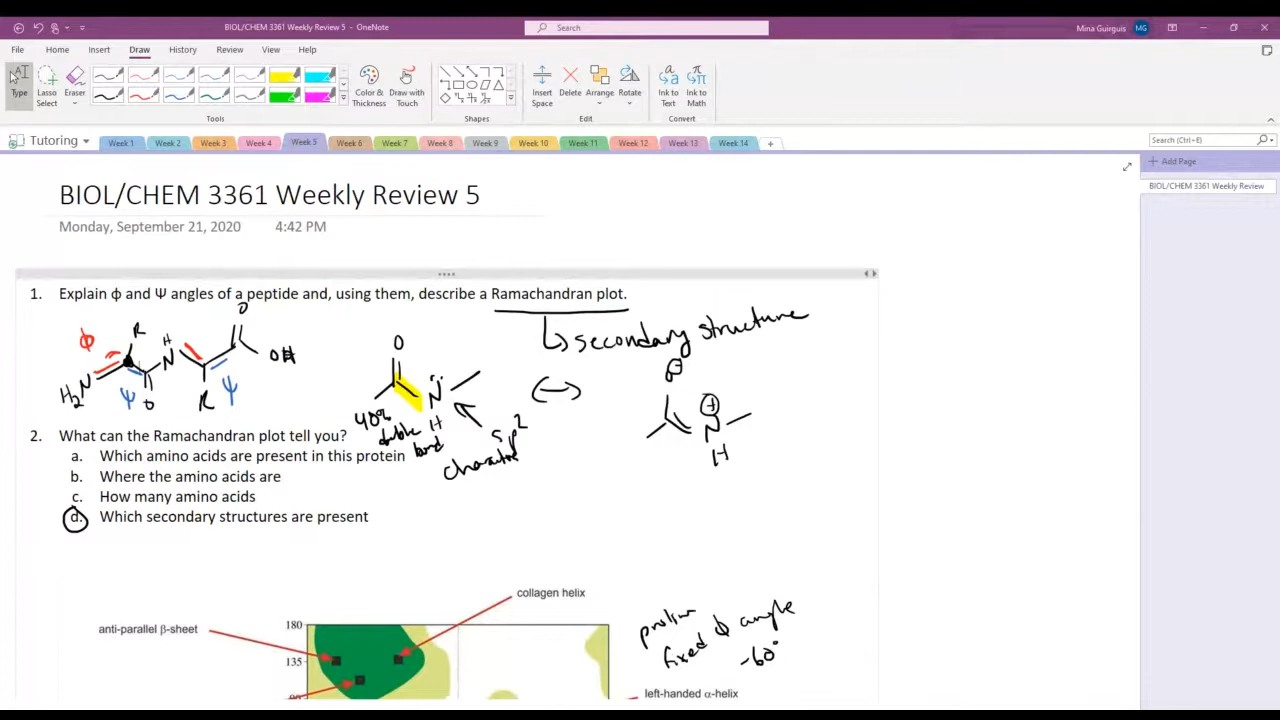 BIOL/CHEM 3361 Weekly Review 5 - OneNote
Search
Mina Guirguis
MG
File Home Insert Draw History Review View Help
Type
Lasso Select
Eraser
Color & Thickness
Draw with Touch
Insert Space
Delete
Arrange
Rotate
Ink to Text
Ink to Math
Tools
Shapes
Edit
Convert
Tutoring
Week 1 Week 2 Week 3 Week 4 Week 5 Week 6 Week 7 Week 8 Week 9 Week 10 Week 11 Week 12 Week 13 Week 14
Search (Ctrl+E)
Add Page
BIOL/CHEM 3361 Weekly Review
BIOL/CHEM 3361 Weekly Review 5
Monday, September 21, 2020 4:42 PM
1. Explain ф and Ψ angles of a peptide and, using them, describe a Ramachandran plot.
secondary structure
ϕ
R
H
O
OH
H2N
Ψ
O
R
Ψ
O
N
H
40%
double
bond
sp2
character
⊖
⊕
N
H
2. What can the Ramachandran plot tell you?
a. Which amino acids are present in this protein
b. Where the amino acids are
c. How many amino acids
d. Which secondary structures are present
collagen helix
anti-parallel β-sheet
180
135
90
proline
fixed ϕ angle
-60°
left-handed α-helix